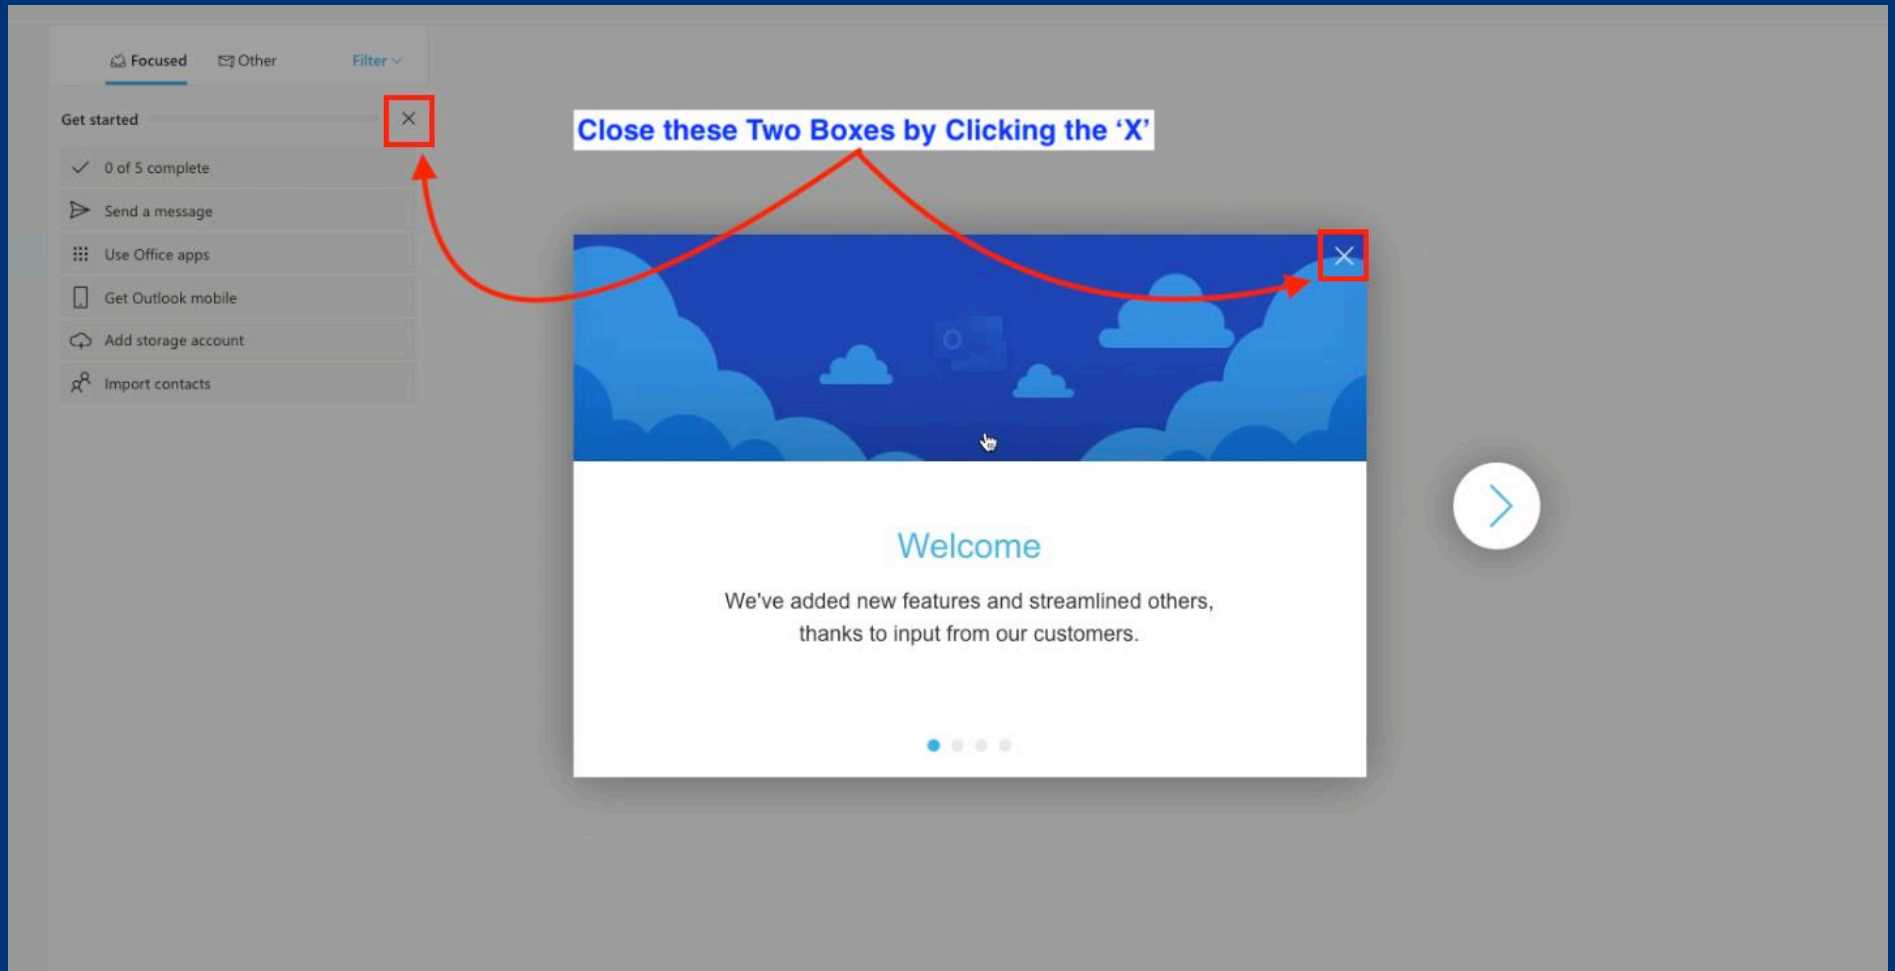 Focused
Other
Filter
Get started
0 of 5 complete
Send a message
Use Office apps
Get Outlook mobile
Add storage account
Import contacts
Close these Two Boxes by Clicking the ‘X’
Welcome
We've added new features and streamlined others,
thanks to input from our customers.